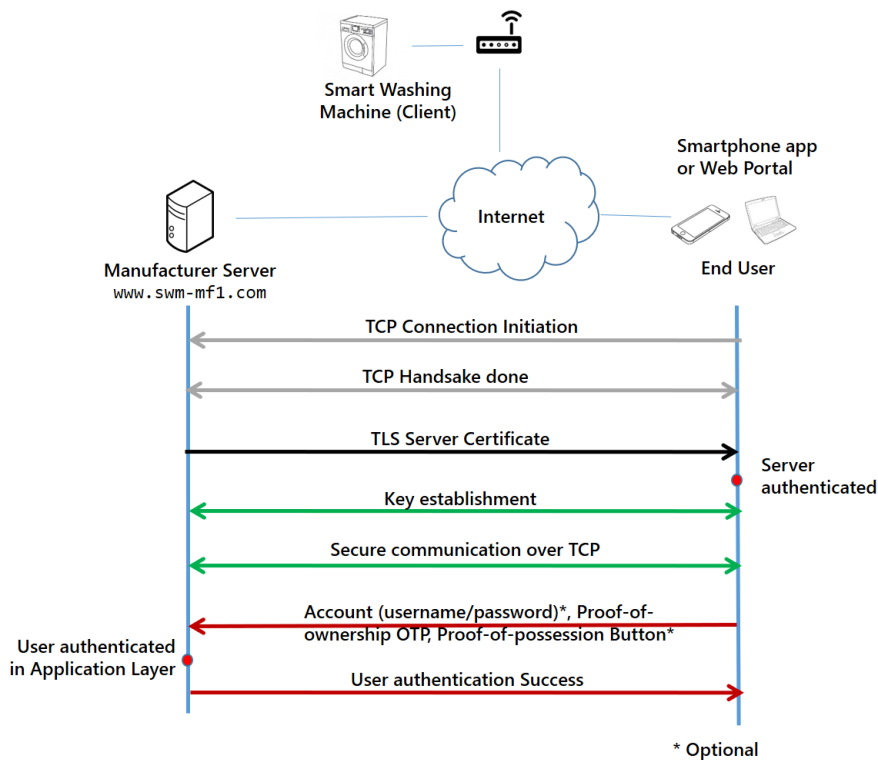 Smart Washing
Machine (Client)
Smartphone app
or Web Portal
Internet
Manufacturer Server
www.swm-mf1.com
End User
TCP Connection Initiation
TCP Handsake done
TLS Server Certificate
Server
authenticated
Key establishment
Secure communication over TCP
Account (username/password)*, Proof-of-
ownership OTP, Proof-of-possession Button*
User authenticated
in Application Layer
User authentication Success
* Optional